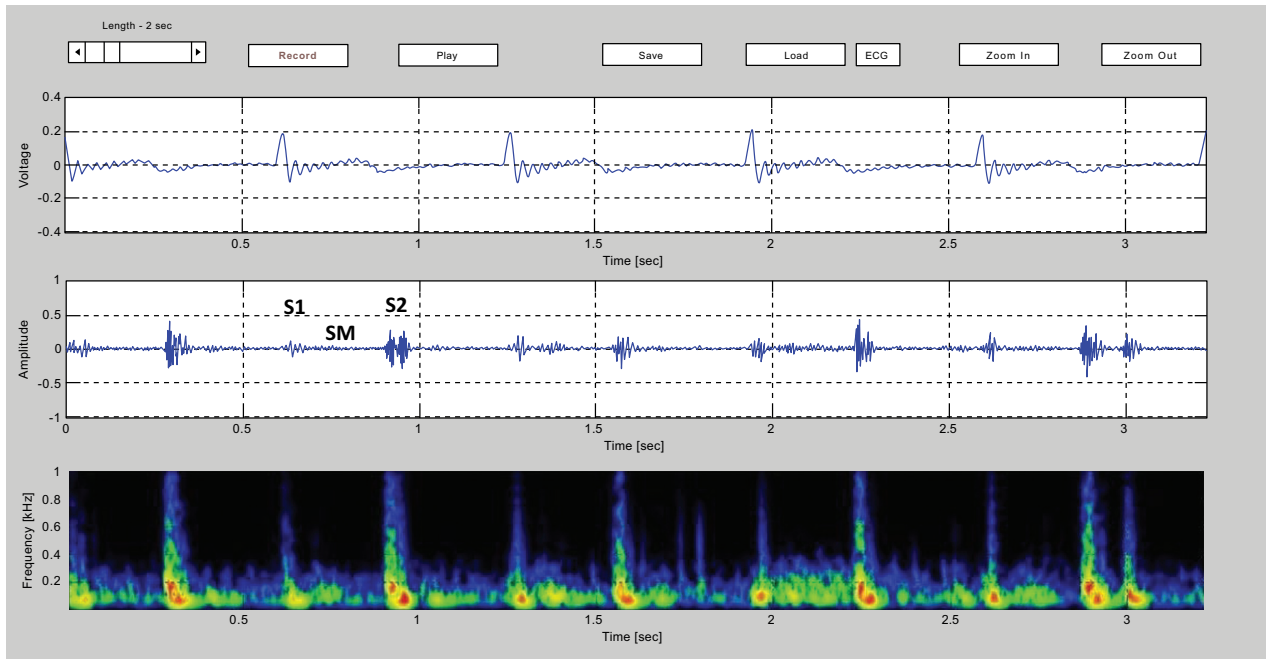 Length - 2 sec
Record Play Save Load ECG Zoom In Zoom Out
0.4
0.2
0
-0.2
-0.4
Voltage
0.5 1 1.5 2 2.5 3
Time [sec]
1
0.5
0
-0.5
-1
Amplitude
S1 S2
SM
0 0.5 1 1.5 2 2.5 3
Time [sec]
1
0.8
0.6
0.4
0.2
Frequency [kHz]
0.5 1 1.5 2 2.5 3
Time [sec]